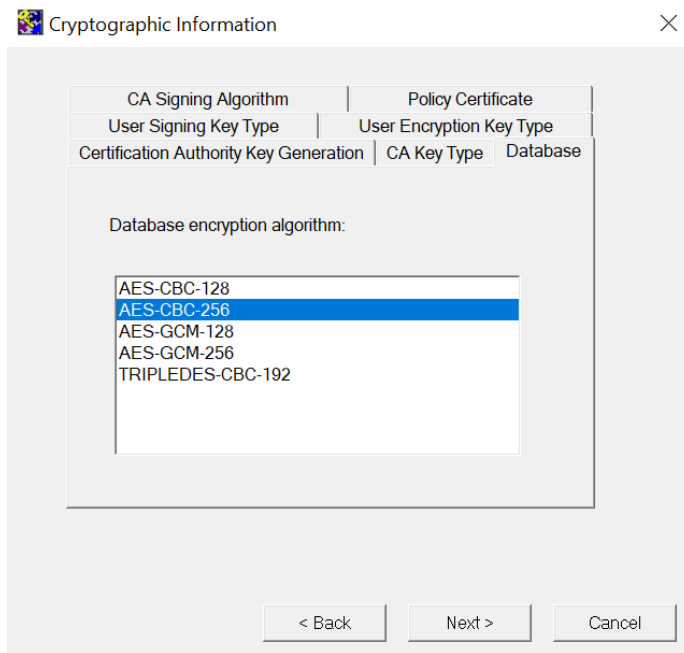 Cryptographic Information
CA Signing Algorithm Policy Certificate
User Signing Key Type User Encryption Key Type
Certification Authority Key Generation CA Key Type Database
Database encryption algorithm:
AES-CBC-128
AES-CBC-256
AES-GCM-128
AES-GCM-256
TRIPLEDES-CBC-192
< Back Next > Cancel